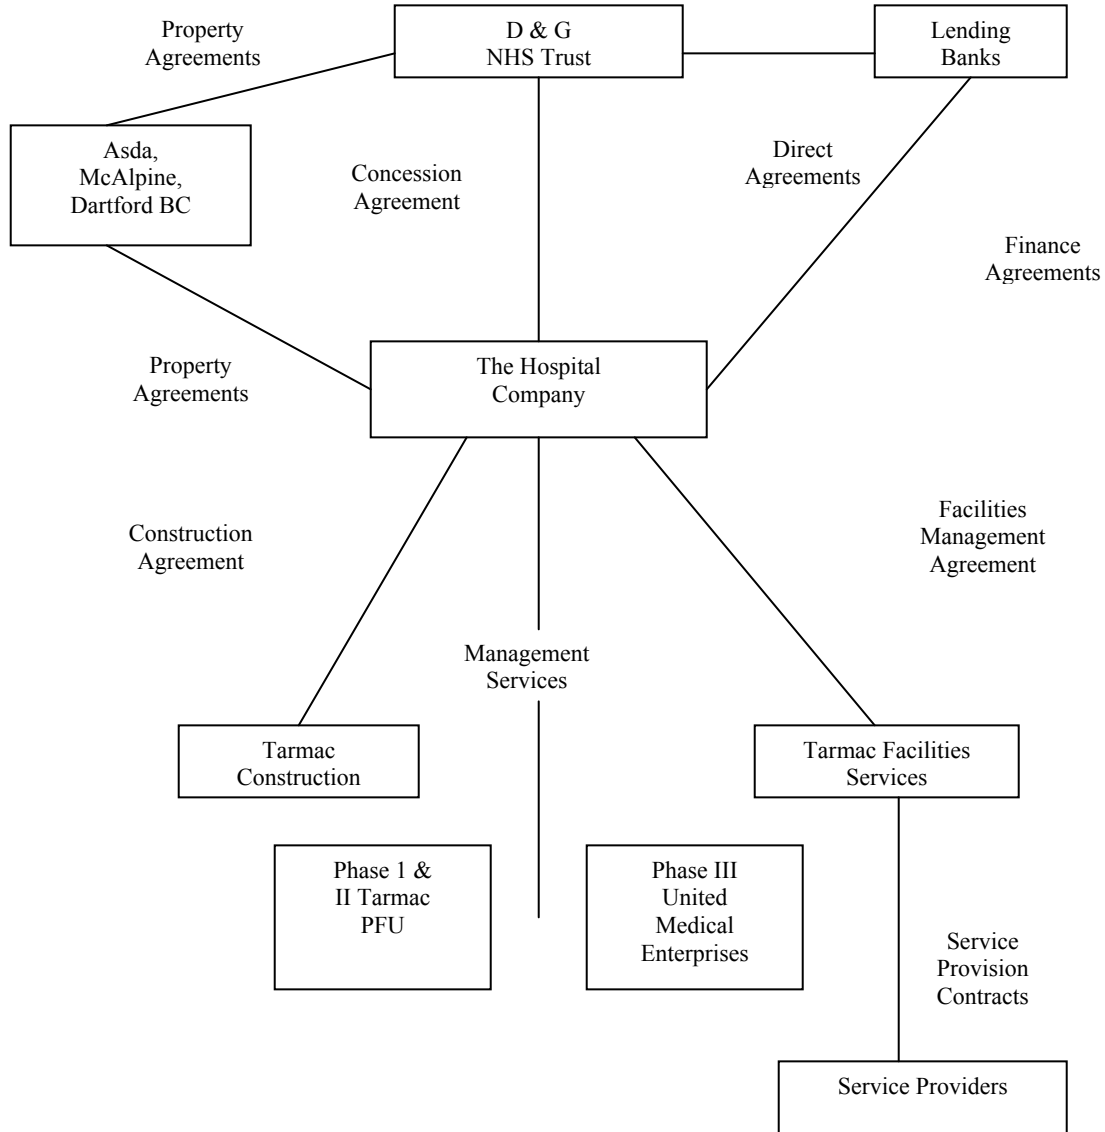 Property
Agreements
D & G
NHS Trust
Lending
Banks
Asda,
McAlpine,
Dartford BC
Concession
Agreement
Direct
Agreements
Finance
Agreements
Property
Agreements
The Hospital
Company
Construction
Agreement
Facilities
Management
Agreement
Management
Services
Tarmac
Construction
Tarmac Facilities
Services
Phase 1 &
II Tarmac
PFU
Phase III
United
Medical
Enterprises
Service
Provision
Contracts
Service Providers